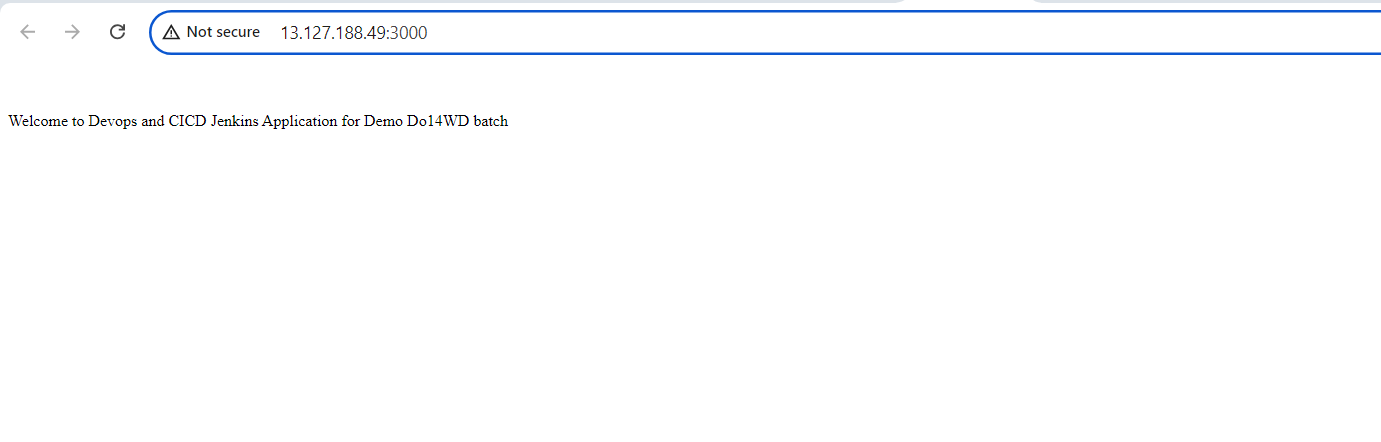 Not secure 13.127.188.49:3000
Welcome to Devops and CICD Jenkins Application for Demo Do14WD batch